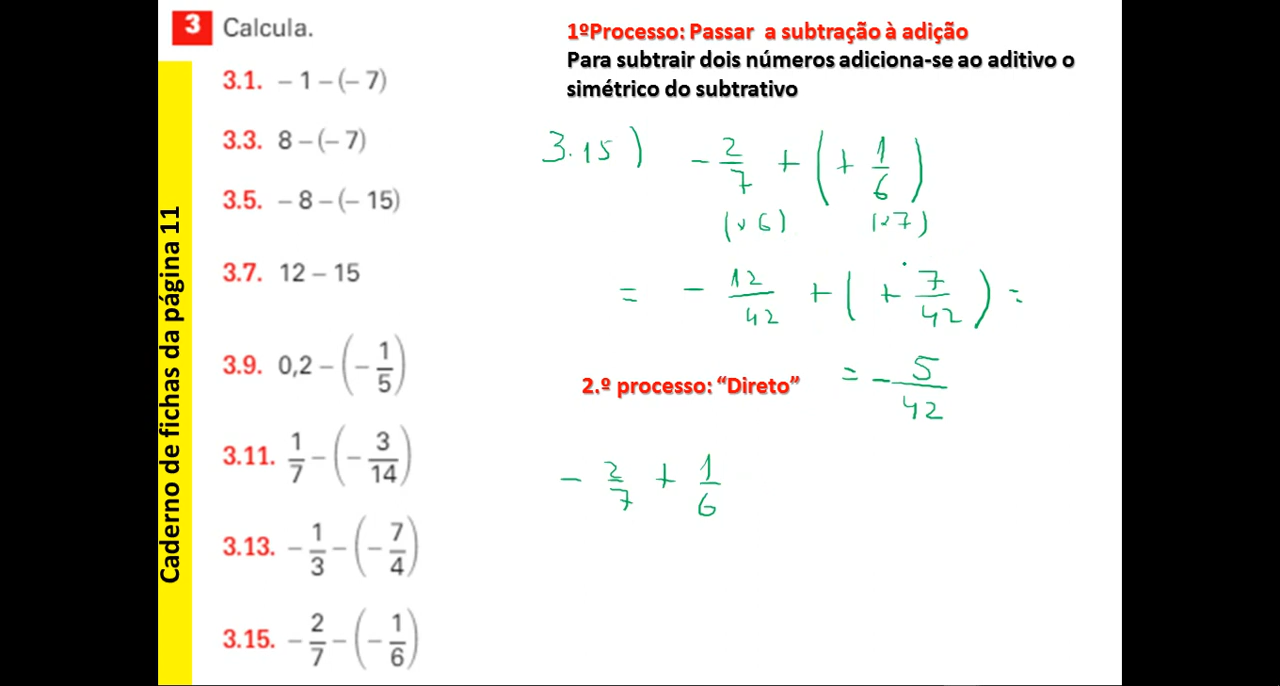 3 Calcula.
3.1. – 1 – (– 7)
3.3. 8 – (– 7)
3.5. – 8 – (– 15)
3.7. 12 – 15
3.9. 0,2 – (– 1/5)
3.11. 1/7 – (– 3/14)
3.13. – 1/3 – (– 7/4)
3.15. – 2/7 – (– 1/6)
Caderno de fichas da página 11
1ºProcesso: Passar a subtração à adição
Para subtrair dois números adiciona-se ao aditivo o
simétrico do subtrativo
3.15) - 2/7 + (+ 1/6)
(×6) (×7)
= - 12/42 + (+ 7/42) =
= - 5/42
2.º processo: “Direto”
- 2/7 + 1/6